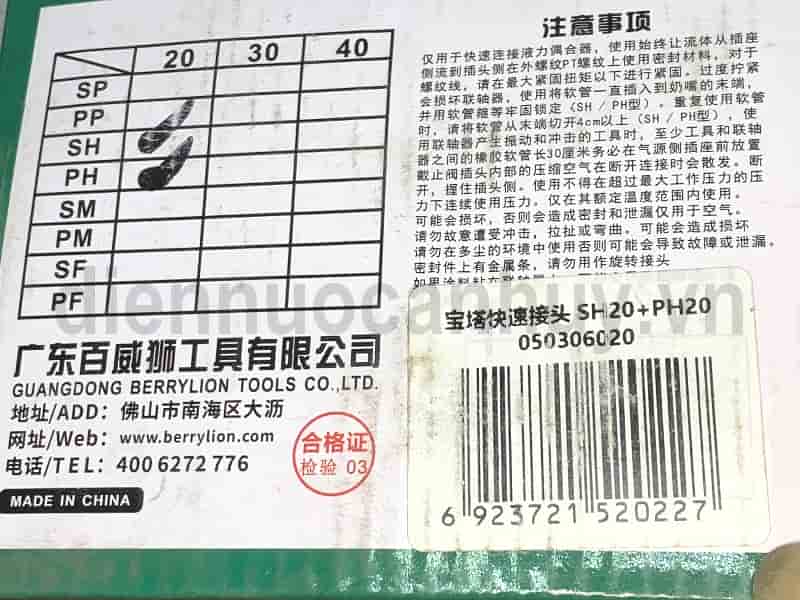 20 30 40
SP
PP
SH
PH
SM
PM
SF
PF
注意事项
仅用于快速连接液力偶合器，使用始终让流体从插座
侧流到插头侧在外螺纹PT螺纹上使用密封材料，对于
螺纹线，请在最大紧固扭矩以下进行紧固。过度拧紧
会损坏联轴器，使用将软管一直插入到奶嘴的末端，
并用软管箍等牢固锁定（SH / PH型）。重复使用软管
时，请将软管从末端切开4cm以上（SH / PH型）。使
用联轴器产生振动和冲击的工具时，至少工具和联轴
器之间的橡胶软管长30厘米务必在气源侧插座前放置
截止阀插头内部的压缩空气在断开连接时会散发。断
开，握住插头侧。使用不得在超过最大工作压力的压
力下连续使用压力。仅在其额定温度范围内使用。
可能会损坏，否则会造成密封和泄漏仅用于空气。
请勿故意遭受冲击，拉扯或弯曲。可能会造成损坏
请勿在多尘的环境中使用否则可能会导致故障或泄漏。
密封件上有金属条，请勿用作旋转接头
如果涂料粘在联轴
diennuocanhuy.vn
宝塔快速接头 SH20+PH20
050306020
6 923721 520227
广东百威狮工具有限公司
GUANGDONG BERRYLION TOOLS CO.,LTD.
地址/ADD：佛山市南海区大沥
网址/Web：www.berrylion.com
电话/TEL：400 6272 776
合格证
检验 03
MADE IN CHINA